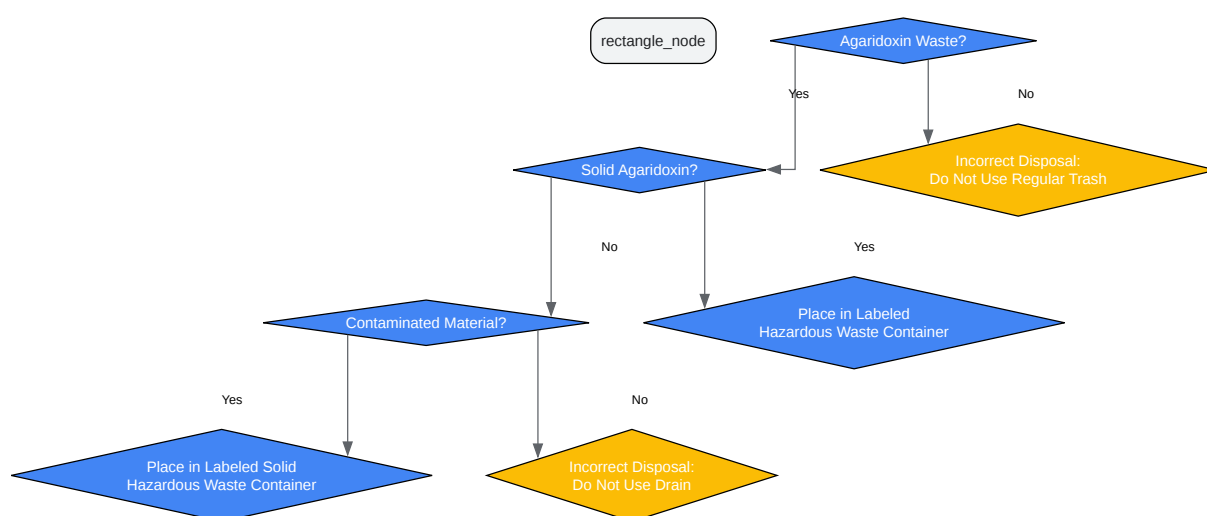 rectangle_node
Agaridoxin Waste?
Yes
No
Solid Agaridoxin?
Incorrect Disposal:
Do Not Use Regular Trash
No
Yes
Contaminated Material?
Place in Labeled
Hazardous Waste Container
Yes
No
Place in Labeled Solid
Hazardous Waste Container
Incorrect Disposal:
Do Not Use Drain